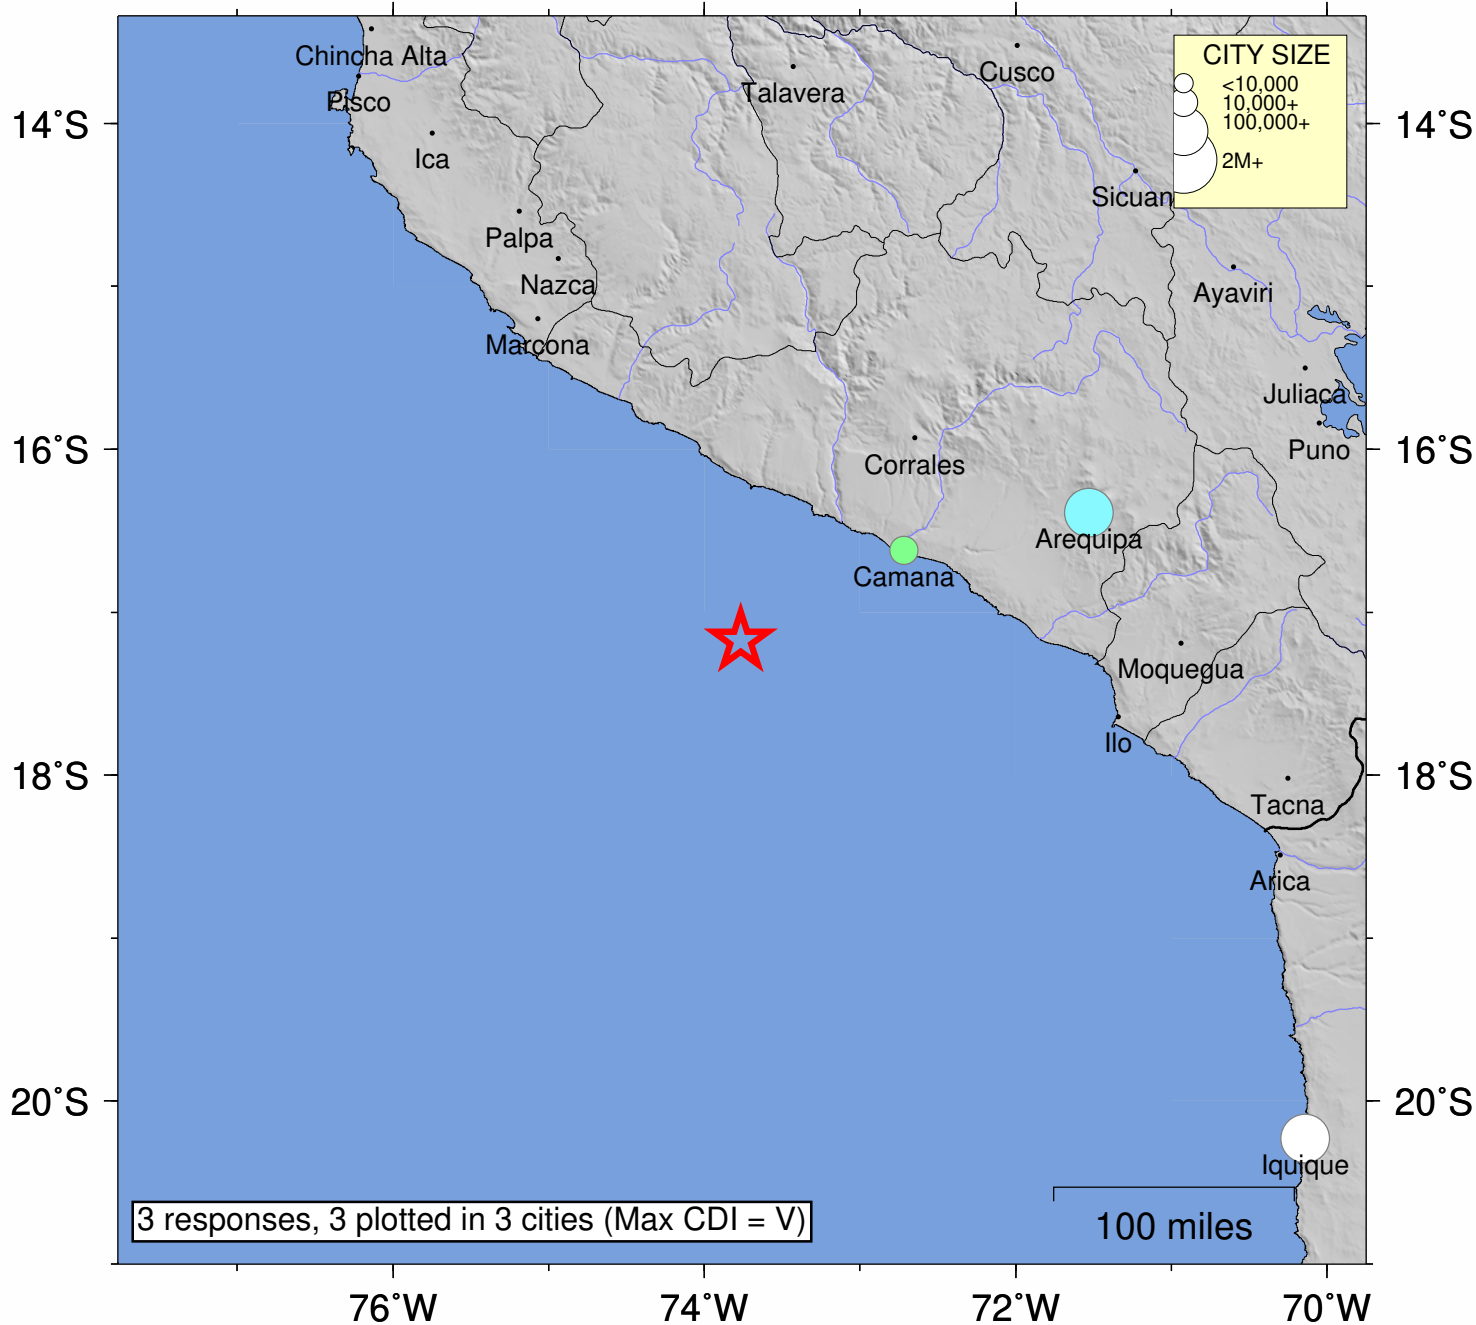 Chincha Alta
Pisco
Ica
Palpa
Nazca
Marcona
Talavera
Cusco
Sicuan
Ayaviri
Juliaca
Puno
Corrales
Arequipa
Camana
Moquegua
Ilo
Tacna
Arica
Iquique
CITY SIZE
<10,000
10,000+
100,000+
2M+
14˚S
14˚S
16˚S
16˚S
18˚S
18˚S
20˚S
20˚S
3 responses, 3 plotted in 3 cities (Max CDI = V)
100 miles
76˚W
74˚W
72˚W
70˚W